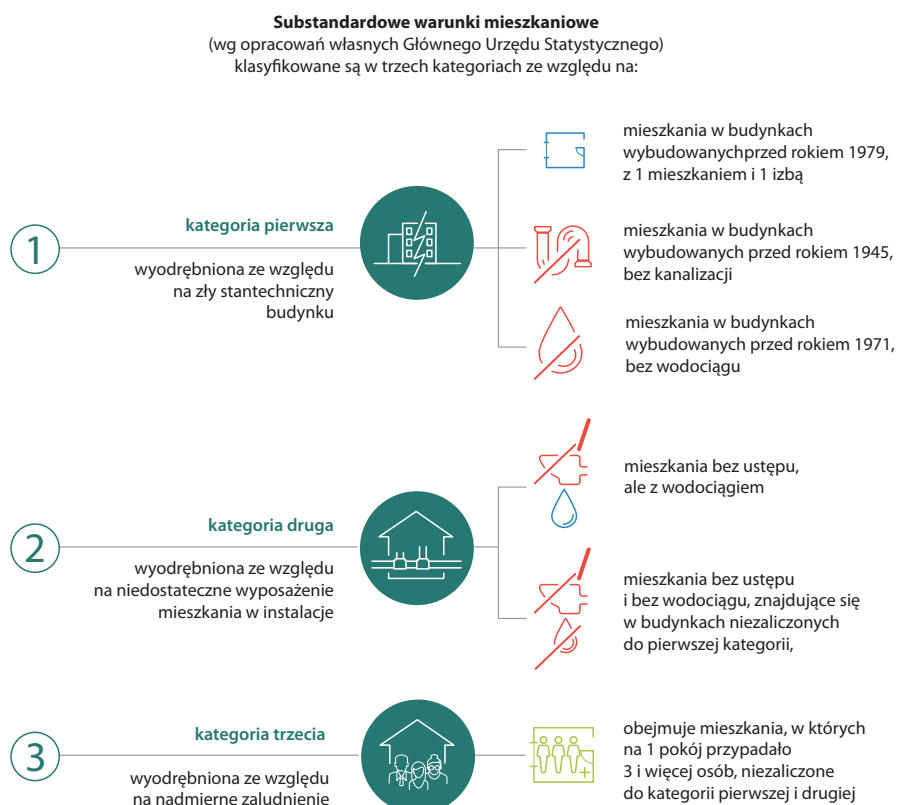 Substandardowe warunki mieszkaniowe
(wg opracowań własnych Głównego Urzędu Statystycznego)
klasyfikowane są w trzech kategoriach ze względu na:
1
kategoria pierwsza
wyodrębniona ze względu
na zły stantechniczny
budynku
mieszkania w budynkach
wybudowanychprzed rokiem 1979,
z 1 mieszkaniem i 1 izbą
mieszkania w budynkach
wybudowanych przed rokiem 1945,
bez kanalizacji
mieszkania w budynkach
wybudowanych przed rokiem 1971,
bez wodociągu
2
kategoria druga
wyodrębniona ze względu
na niedostateczne wyposażenie
mieszkania w instalacje
mieszkania bez ustępu,
ale z wodociągiem
mieszkania bez ustępu
i bez wodociągu, znajdujące się
w budynkach niezaliczonych
do pierwszej kategorii,
3
kategoria trzecia
wyodrębniona ze względu
na nadmierne zaludnienie
obejmuje mieszkania, w których
na 1 pokój przypadało
3 i więcej osób, niezaliczone
do kategorii pierwszej i drugiej